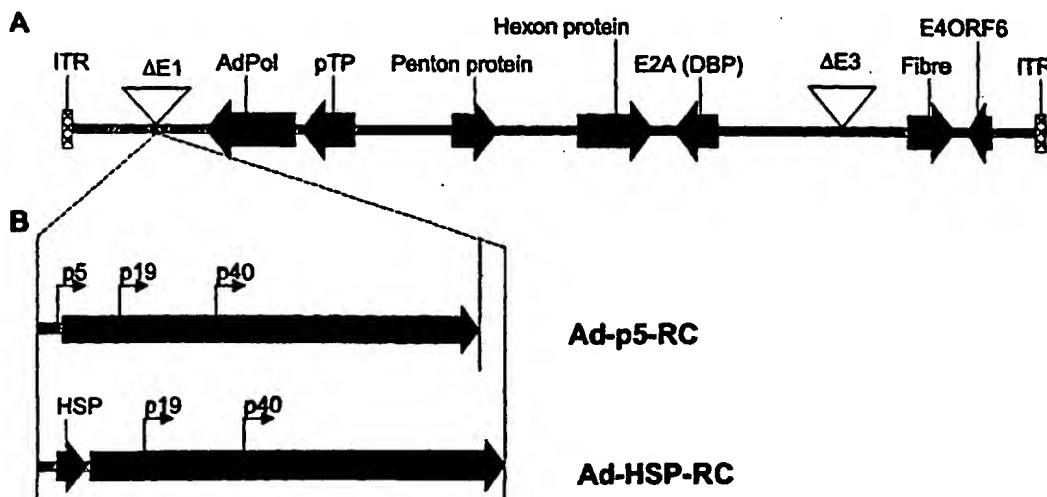 A
Hexon protein
E4ORF6
ITR
ΔE1
AdPol
pTP
Penton protein
E2A (DBP)
ΔE3
Fibre
ITR
B
p5
p19
p40
Ad-p5-RC
HSP
p19
p40
Ad-HSP-RC